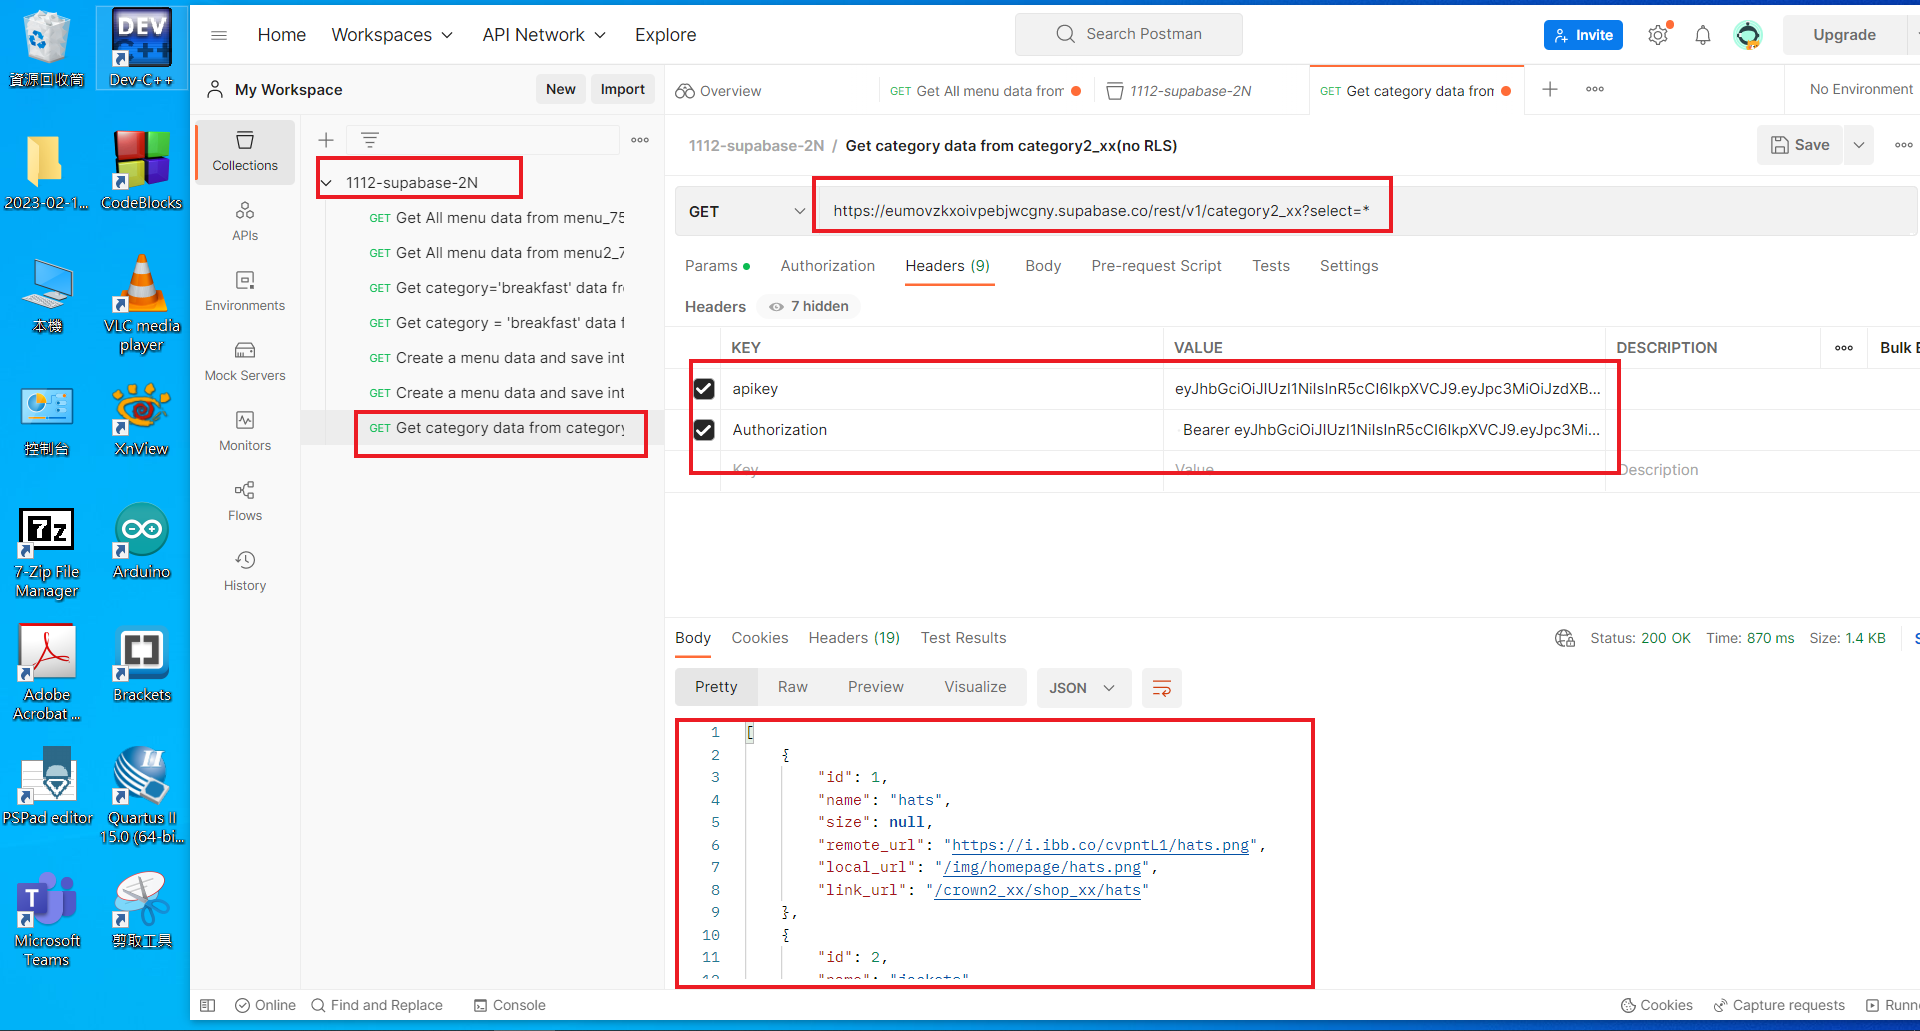 資源回收筒
Dev-C++
2023-02-1...
CodeBlocks
本機
VLC media
player
控制台
XnView
7-Zip File
Manager
Arduino
Adobe
Acrobat ...
Brackets
PSPad editor
Quartus II
15.0 (64-bi...
Microsoft
Teams
剪取工具
Home
Workspaces
API Network
Explore
Search Postman
Invite
Upgrade
My Workspace
New
Import
Overview
GET Get All menu data from
1112-supabase-2N
GET Get category data from
No Environment
Collections
APIs
Environments
Mock Servers
Monitors
Flows
History
1112-supabase-2N
GET Get All menu data from menu_75
GET Get All menu data from menu2_7
GET Get category='breakfast' data fr
GET Get category = 'breakfast' data f
GET Create a menu data and save int
GET Create a menu data and save int
GET Get category data from category
1112-supabase-2N / Get category data from category2_xx(no RLS)
Save
GET
https://eumovzkxoivpebjwcgny.supabase.co/rest/v1/category2_xx?select=*
Params
Authorization
Headers (9)
Body
Pre-request Script
Tests
Settings
Headers
7 hidden
KEY
VALUE
DESCRIPTION
Bulk E
apikey
eyJhbGciOiJIUzI1NiIsInR5cCI6IkpXVCJ9.eyJpc3MiOiJzdXB...
Authorization
Bearer eyJhbGciOiJIUzI1NiIsInR5cCI6IkpXVCJ9.eyJpc3Mi...
Key
Value
Description
Body
Cookies
Headers (19)
Test Results
Status: 200 OK
Time: 870 ms
Size: 1.4 KB
Pretty
Raw
Preview
Visualize
JSON
1 [
2 {
3 "id": 1,
4 "name": "hats",
5 "size": null,
6 "remote_url": "https://i.ibb.co/cvpntL1/hats.png",
7 "local_url": "/img/homepage/hats.png",
8 "link_url": "/crown2_xx/shop_xx/hats"
9 },
10 {
11 "id": 2,
12 "name": "jackets"
Online
Find and Replace
Console
Cookies
Capture requests
Runn